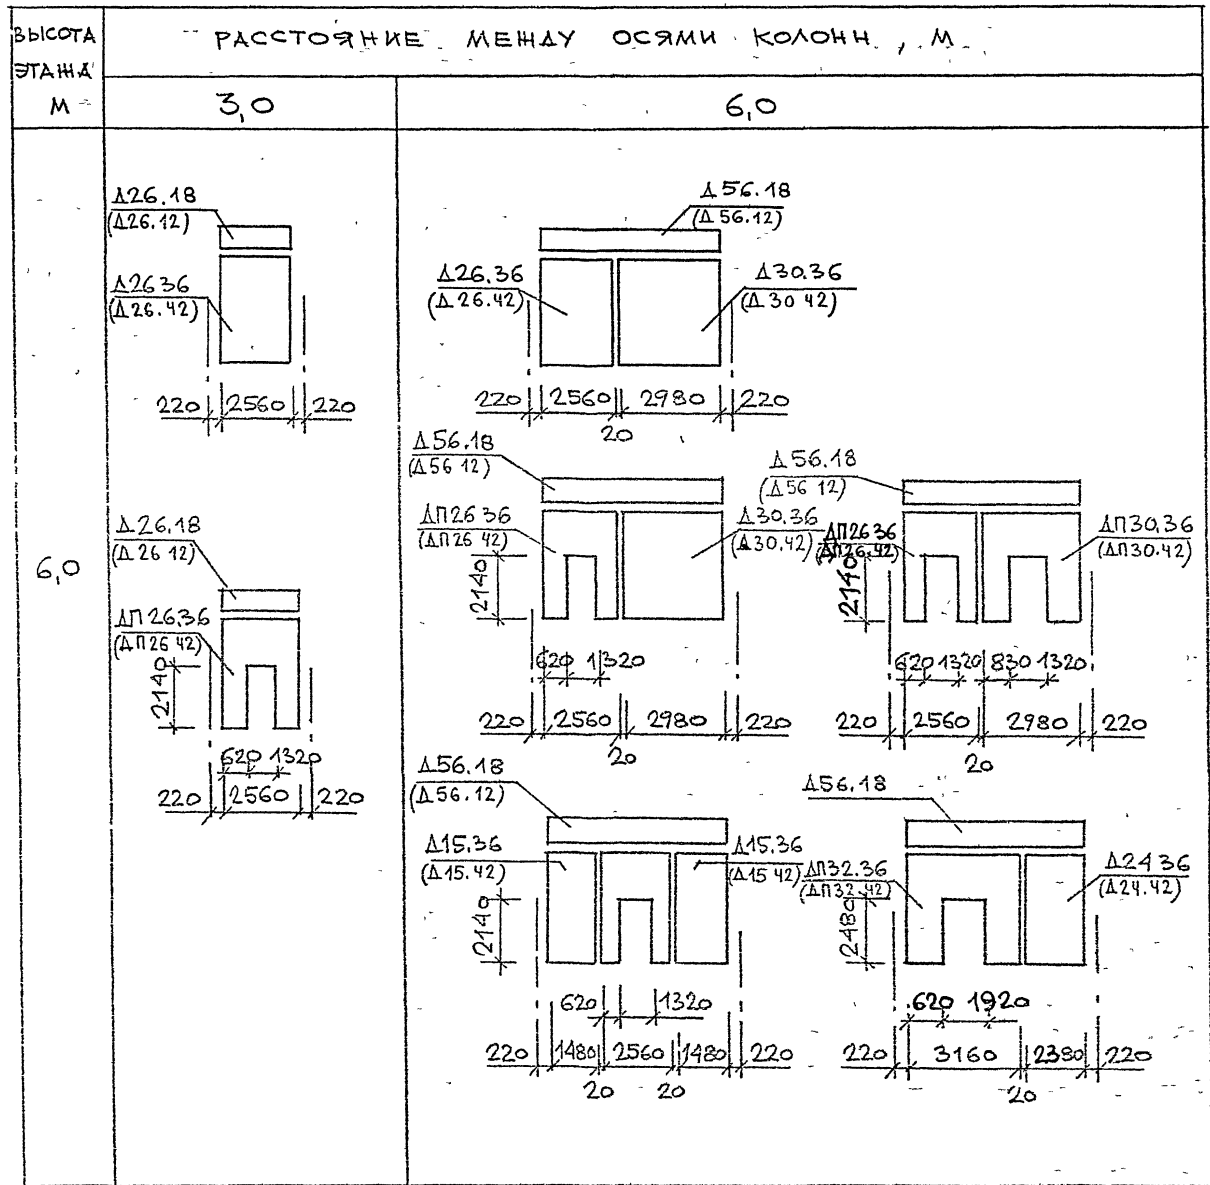 ВЫСОТА
ЭТАЖА
М
РАССТОЯНИЕ МЕЖДУ ОСЯМИ КОЛОНН, М
3,0
6,0
6,0
Д26.18
(Д26.12)
Д26 36
(Д26.42)
220 2560 220
Д56.18
(Д56.12)
Д26.36
(Д26.42)
Д30.36
(Д.30 42)
220 2560 2980 220
20
Д26.18
(Д.26 12)
ДП26.36
(ДП26 42)
2140
620 1320
220 2560 220
Д56.18
(Д56 12)
ДП26 36
(ДП26 42)
Д30.36
(Д30.42)
2140
620 1320
220 2560 2980 220
20
Д56.18
(Д56 12)
ДП26 36
(ДП26.42)
ДП30.36
(ДП30.42)
2140
620 1320 830 1320
220 2560 2980 220
20
Д56.18
(Д56.12)
Д15.36
(Д15.42)
Д15.36
(Д15 42)
2140
620 1320
220 1480 2560 1480 220
20 20
Д56.18
ДП32.36
(ДП32.42)
Д24 36
(Д24.42)
2480
620 1920
220 3160 2380 220
20